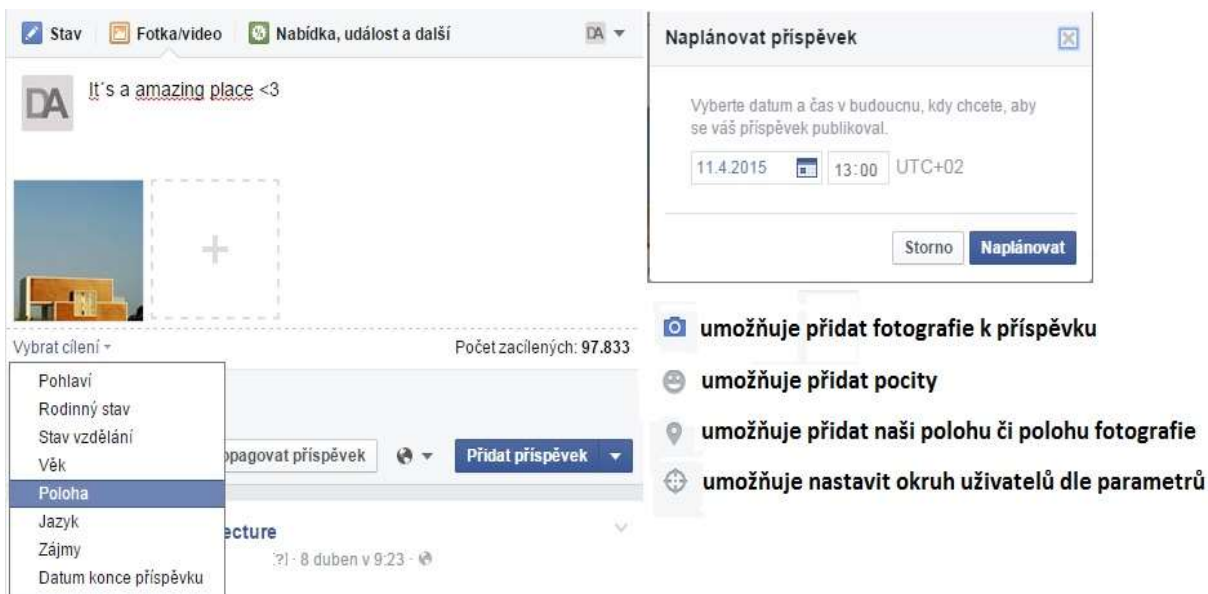 Stav Fotka/video Nabídka, událost a další DA
DA
It´s a amazing place <3
Vybrat cílení
Počet zacílených: 97.833
Pohlaví
Rodinný stav
Stav vzdělání
Věk
Poloha
Jazyk
Zájmy
Datum konce příspěvku
opagovat příspěvek
Přidat příspěvek
ecture
[?] · 8 duben v 9:23 ·
Naplánovat příspěvek
Vyberte datum a čas v budoucnu, kdy chcete, aby
se váš příspěvek publikoval.
11.4.2015 13:00 UTC+02
Storno Naplánovat
umožňuje přidat fotografie k příspěvku
umožňuje přidat pocity
umožňuje přidat naši polohu či polohu fotografie
umožňuje nastavit okruh uživatelů dle parametrů